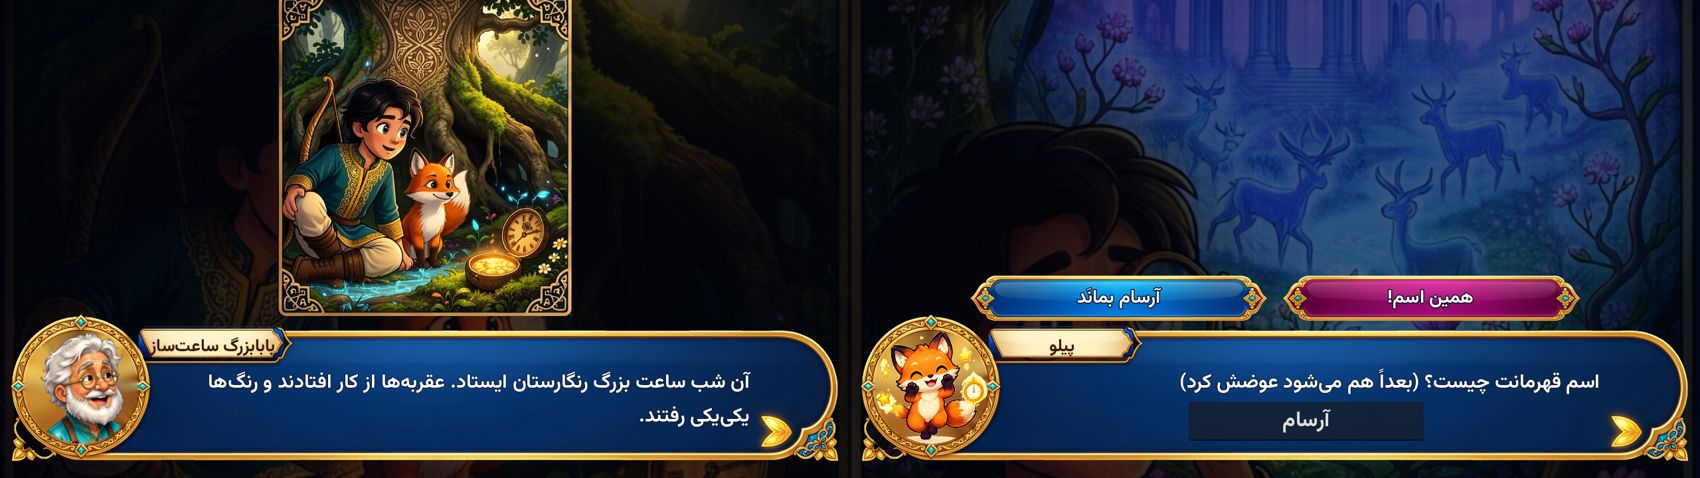 بابابزرگ ساعت‌ساز
آن شب ساعت بزرگ رنگارستان ایستاد. عقربه‌ها از کار افتادند و رنگ‌ها
یکی‌یکی رفتند.
همین اسم!
آرسام بمانَد
پیلو
اسم قهرمانت چیست؟ (بعداً هم می‌شود عوضش کرد)
آرسام